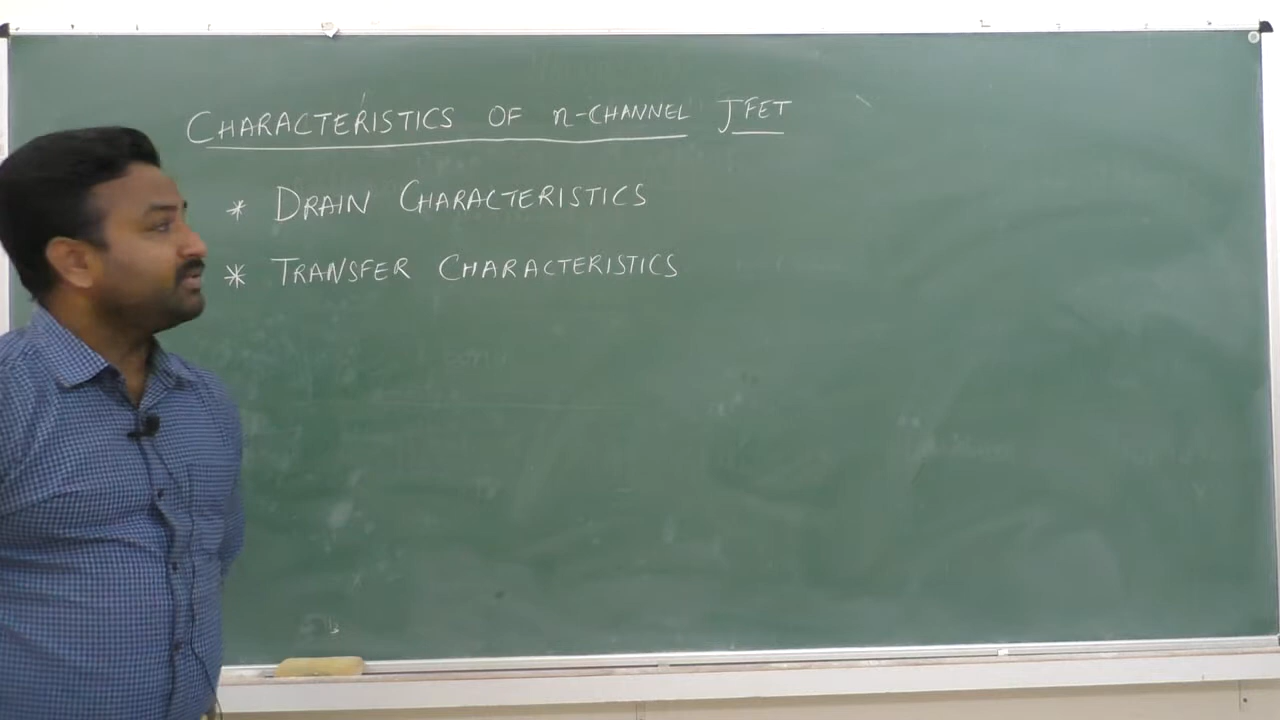 CHARACTERISTICS OF n-CHANNEL JFET
* DRAIN CHARACTERISTICS
* TRANSFER CHARACTERISTICS